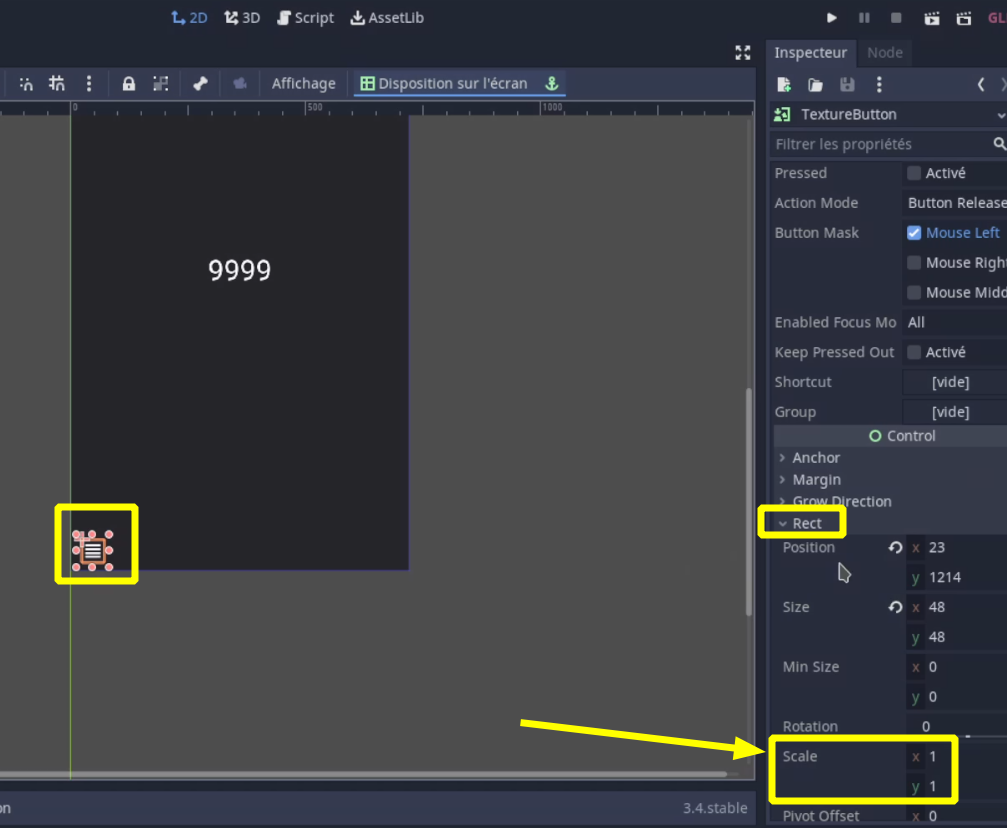 2D 3D Script AssetLib
Inspecteur Node
Affichage Disposition sur l'écran
0 500 1000
TextureButton
Filtrer les propriétés
Pressed Activé
Action Mode Button Release
Button Mask Mouse Left
Mouse Righ
Mouse Midd
Enabled Focus Mo All
Keep Pressed Out Activé
Shortcut [vide]
Group [vide]
Control
Anchor
Margin
Grow Direction
Rect
Position x 23
y 1214
Size x 48
y 48
Min Size x 0
y 0
Rotation 0
Scale x 1
y 1
Pivot Offset x 0
9999
on 3.4.stable